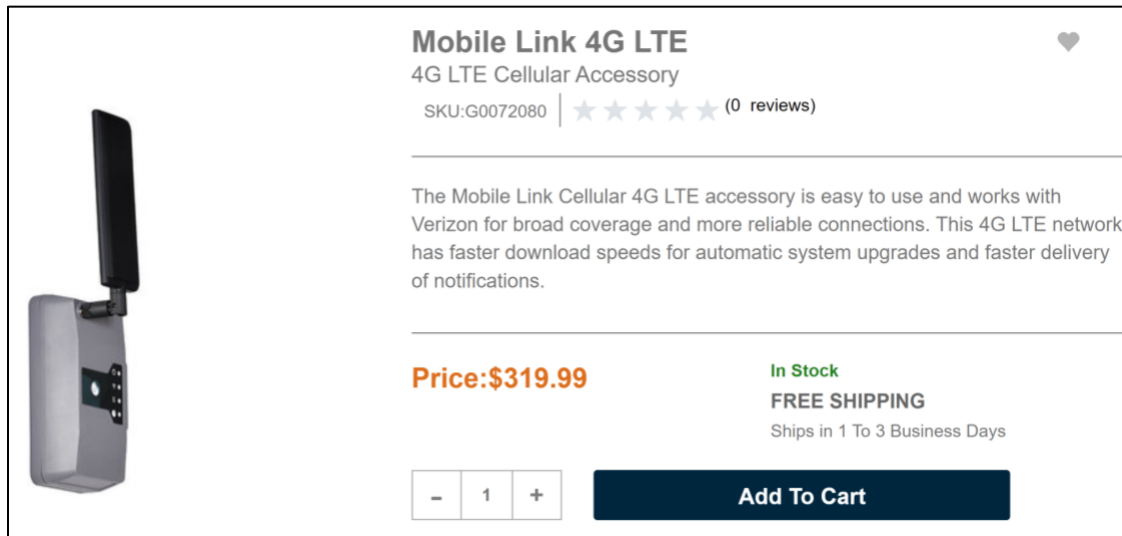 Mobile Link 4G LTE
4G LTE Cellular Accessory
SKU:G0072080
(0 reviews)
The Mobile Link Cellular 4G LTE accessory is easy to use and works with
Verizon for broad coverage and more reliable connections. This 4G LTE network
has faster download speeds for automatic system upgrades and faster delivery
of notifications.
Price:$319.99
In Stock
FREE SHIPPING
Ships in 1 To 3 Business Days
- 1 +
Add To Cart